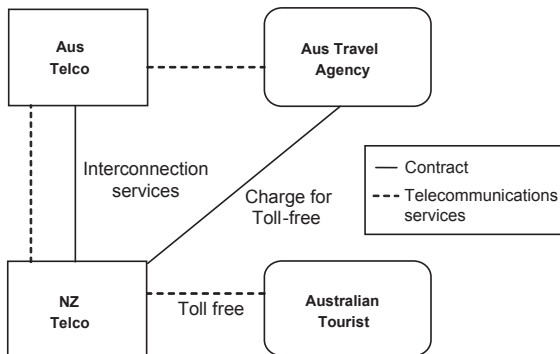 Aus
Telco
Aus Travel
Agency
Interconnection
services
Charge for
Toll-free
Contract
Telecommunications
services
NZ
Telco
Toll free
Australian
Tourist